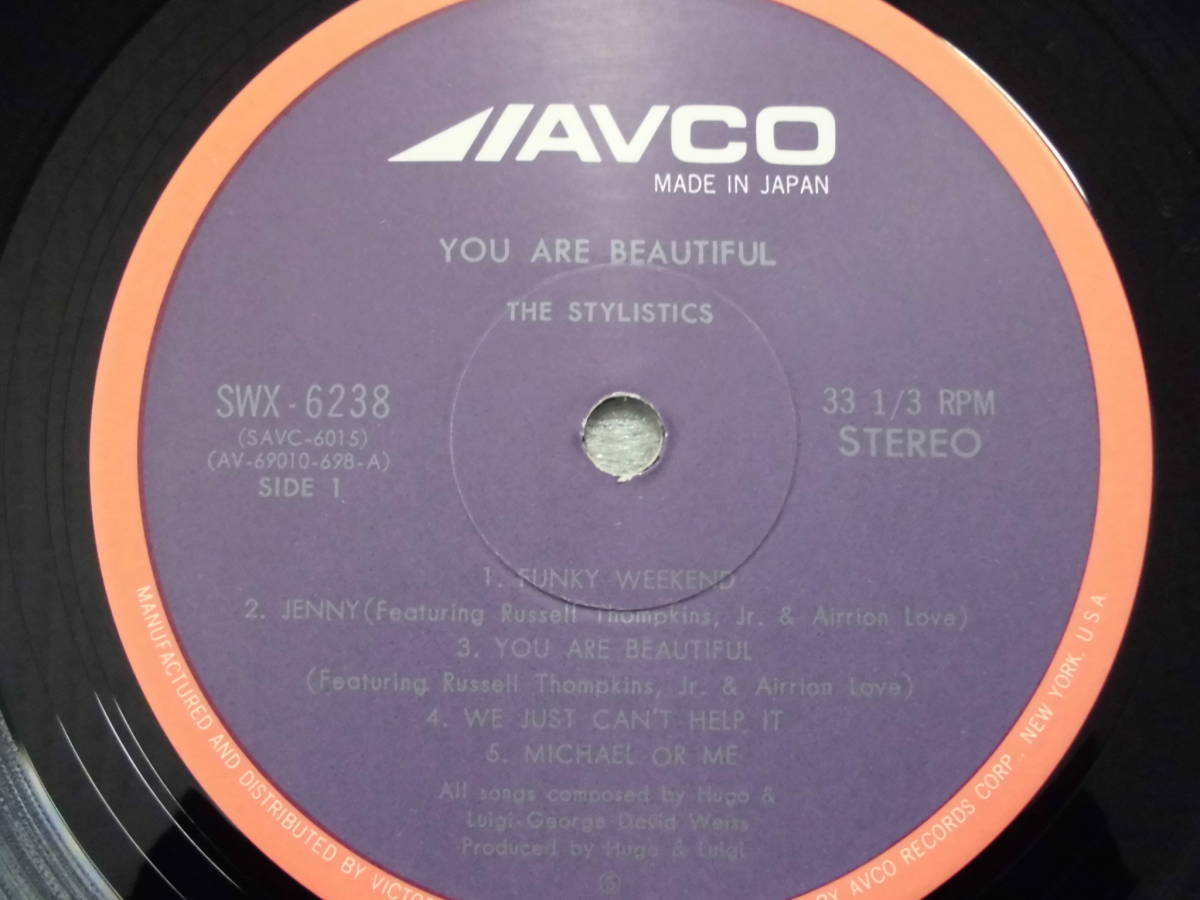 AVCO
MADE IN JAPAN
YOU ARE BEAUTIFUL
THE STYLISTICS
SWX-6238
(SAVC-6015)
(AV-69010-698-A)
SIDE 1
33 1/3 RPM
STEREO
1. FUNKY WEEKEND
2. JENNY (Featuring Russell Thompkins, Jr. & Airrion Love)
3. YOU ARE BEAUTIFUL
(Featuring Russell Thompkins, Jr. & Airrion Love)
4. WE JUST CAN'T HELP IT
5. MICHAEL OR ME
All songs composed by Hugo &
Luigi-George David Weiss
Produced by Hugo & Luigi
MANUFACTURED AND DISTRIBUTED BY
BY AVCO RECORDS CORP., NEW YORK, U.S.A.